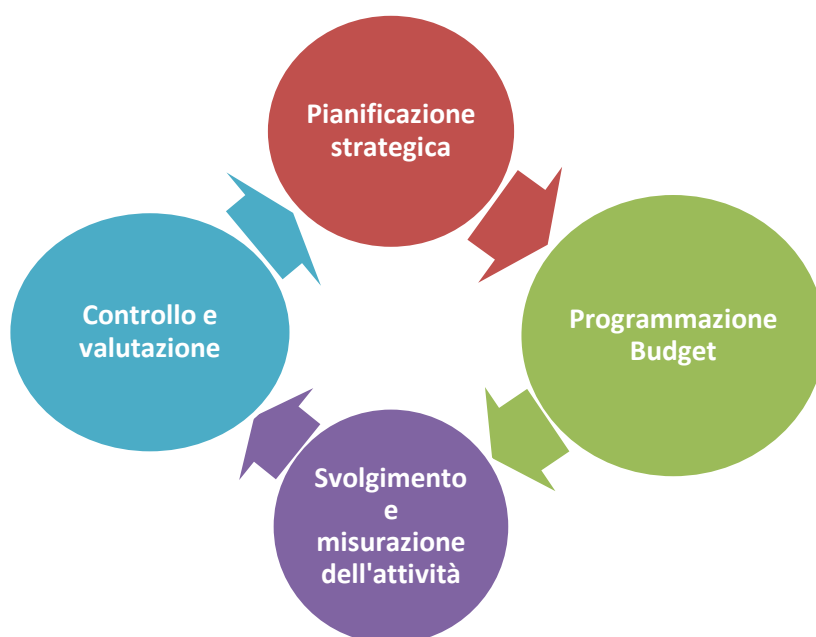 Pianificazione
strategica
Programmazione
Budget
Svolgimento
e
misurazione
dell'attività
Controllo e
valutazione